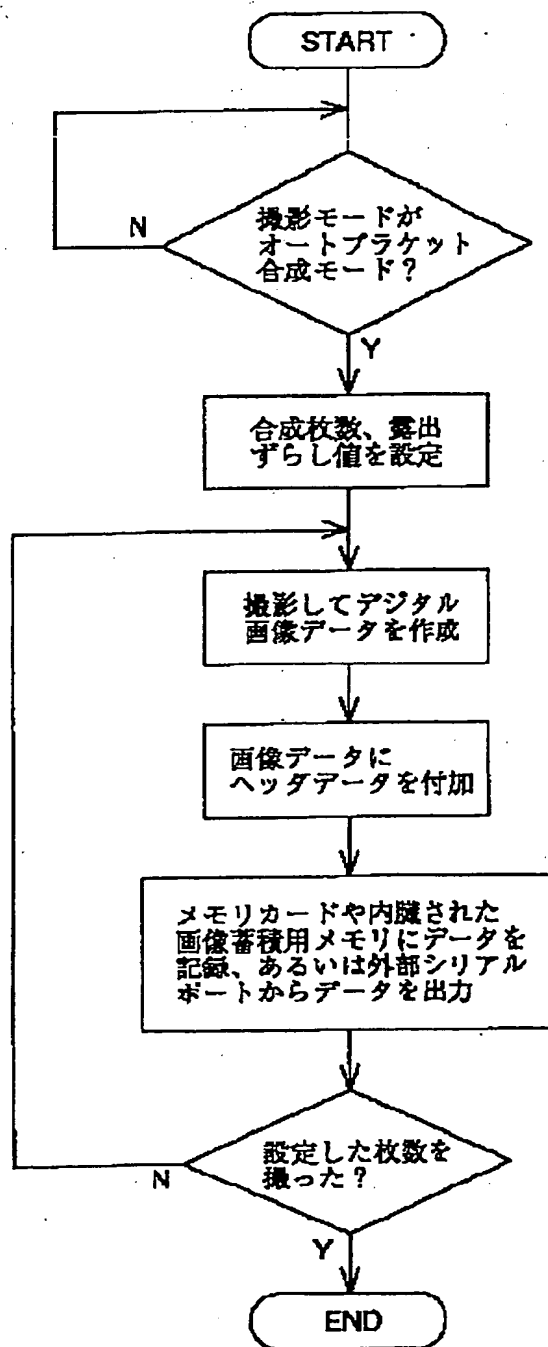 START
撮影モードが
オートブラケット
合成モード？
N
Y
合成枚数、露出
ずらし値を設定
撮影してデジタル
画像データを作成
画像データに
ヘッダデータを付加
メモリカードや内臓された
画像蓄積用メモリにデータを
記録、あるいは外部シリアル
ポートからデータを出力
設定した枚数を
撮った？
N
Y
END